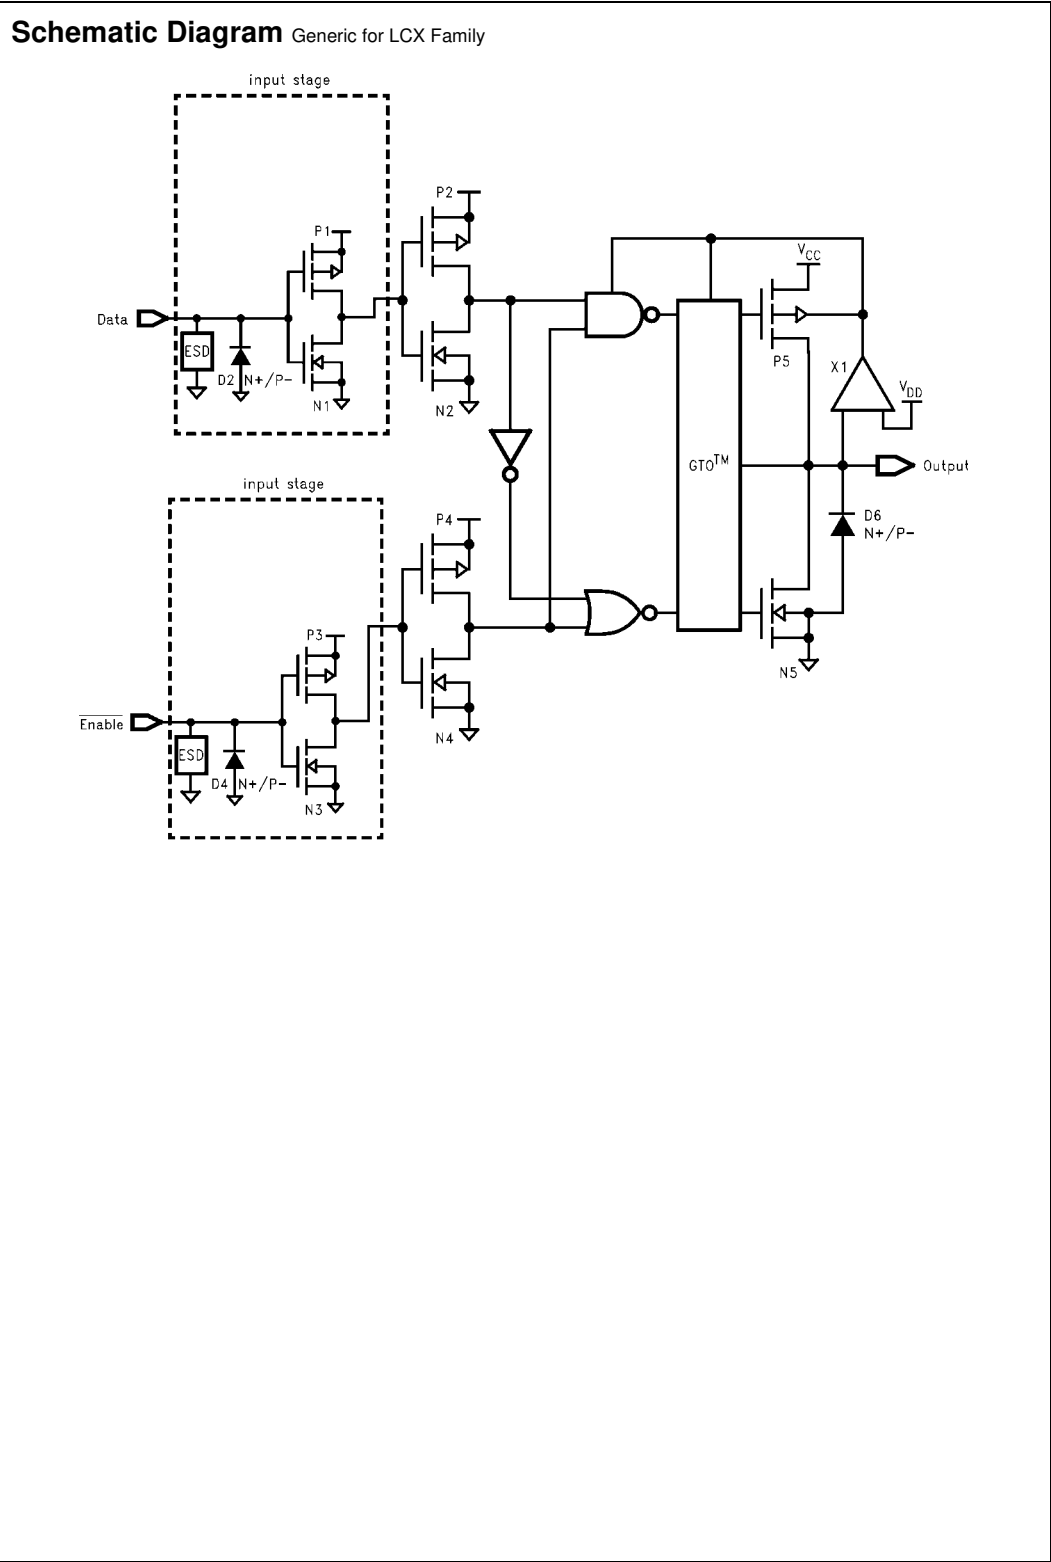 Schematic Diagram Generic for LCX Family
input stage
P2
P1
VCC
Data
ESD
D2 N+/P-
N1
N2
P5
X1
VDD
GTO™
Output
input stage
P4
D6
N+/P-
P3
N5
Enable
ESD
D4 N+/P-
N3
N4